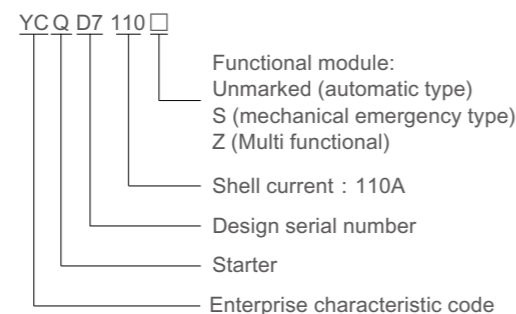 YC Q D7 110 □
Functional module:
Unmarked (automatic type)
S (mechanical emergency type)
Z (Multi functional)
Shell current：110A
Design serial number
Starter
Enterprise characteristic code